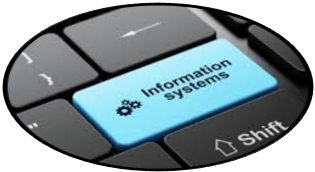 }
]
Information
systems
"
Shift